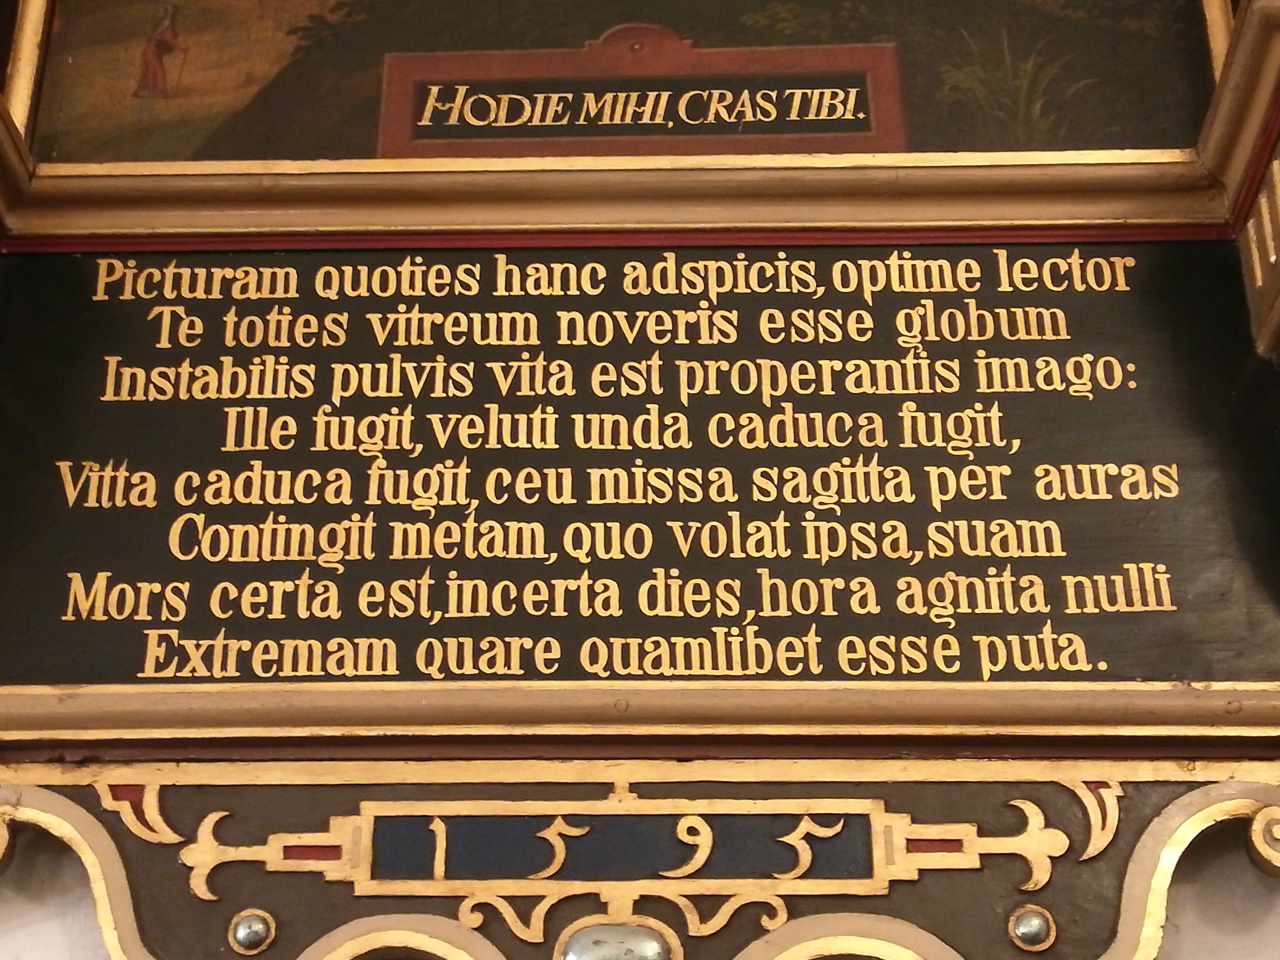 HODIE MIHI, CRAS TIBI.
Picturam quoties hanc adspicis, optime lector
Te toties vitreum noveris esse globum
Instabilis pulvis vita est properantis imago:
Ille fugit, veluti unda caduca fugit,
Vitta caduca fugit, ceu missa sagitta per auras
Contingit metam, quo volat ipsa, suam
Mors certa est, incerta dies, hora agnita nulli
Extremam quare quamlibet esse puta.
1595